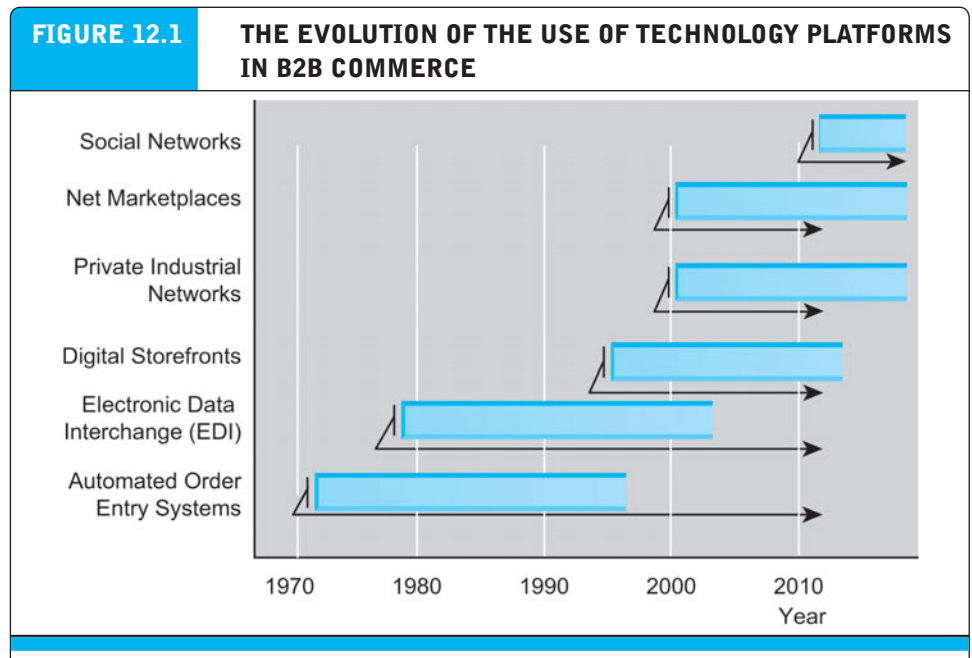 FIGURE 12.1
THE EVOLUTION OF THE USE OF TECHNOLOGY PLATFORMS
IN B2B COMMERCE
Social Networks
Net Marketplaces
Private Industrial
Networks
Digital Storefronts
Electronic Data
Interchange (EDI)
Automated Order
Entry Systems
1970 1980 1990 2000 2010
Year